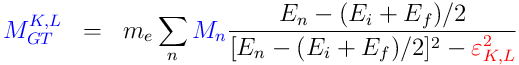 $M_{GT}^{K,L} = m_e \sum_n M_n \frac{E_n - (E_i + E_f)/2}{[E_n - (E_i + E_f)/2]^2 - \varepsilon_{K,L}^2}$